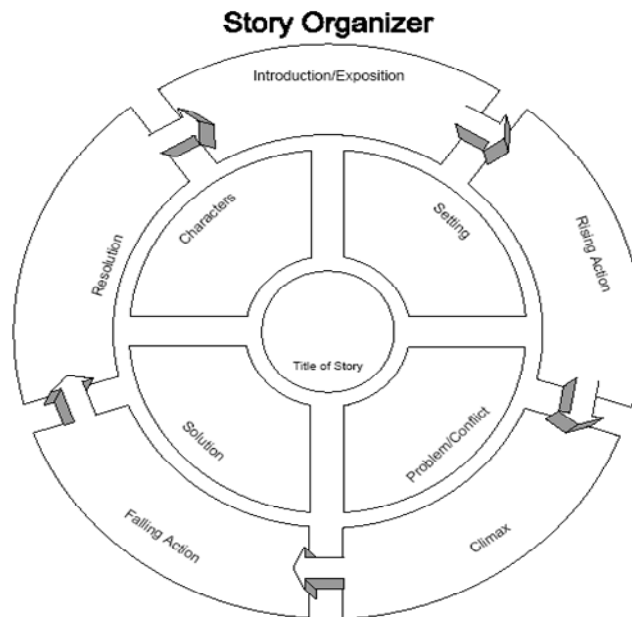 Story Organizer
Introduction/Exposition
Rising Action
Climax
Falling Action
Resolution
Characters
Setting
Problem/Conflict
Solution
Title of Story